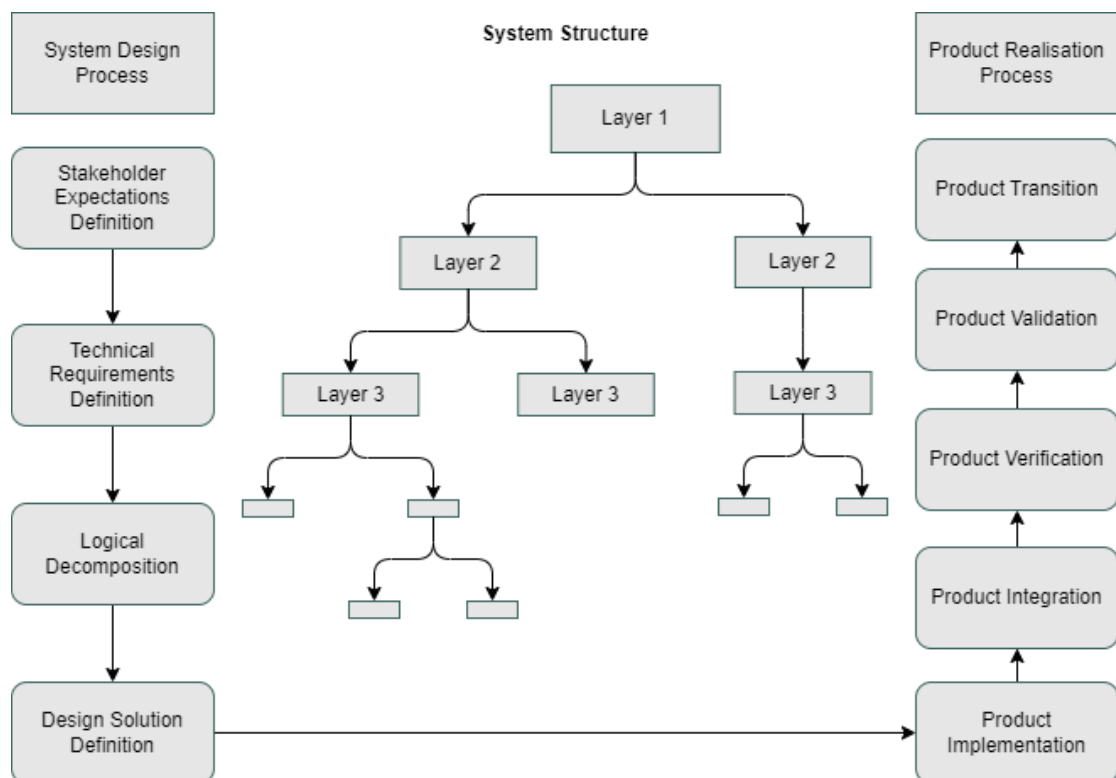 System Design
Process
System Structure
Product Realisation
Process
Layer 1
Stakeholder
Expectations
Definition
Product Transition
Layer 2
Layer 2
Product Validation
Technical
Requirements
Definition
Layer 3
Layer 3
Layer 3
Product Verification
Logical
Decomposition
Product Integration
Design Solution
Definition
Product
Implementation